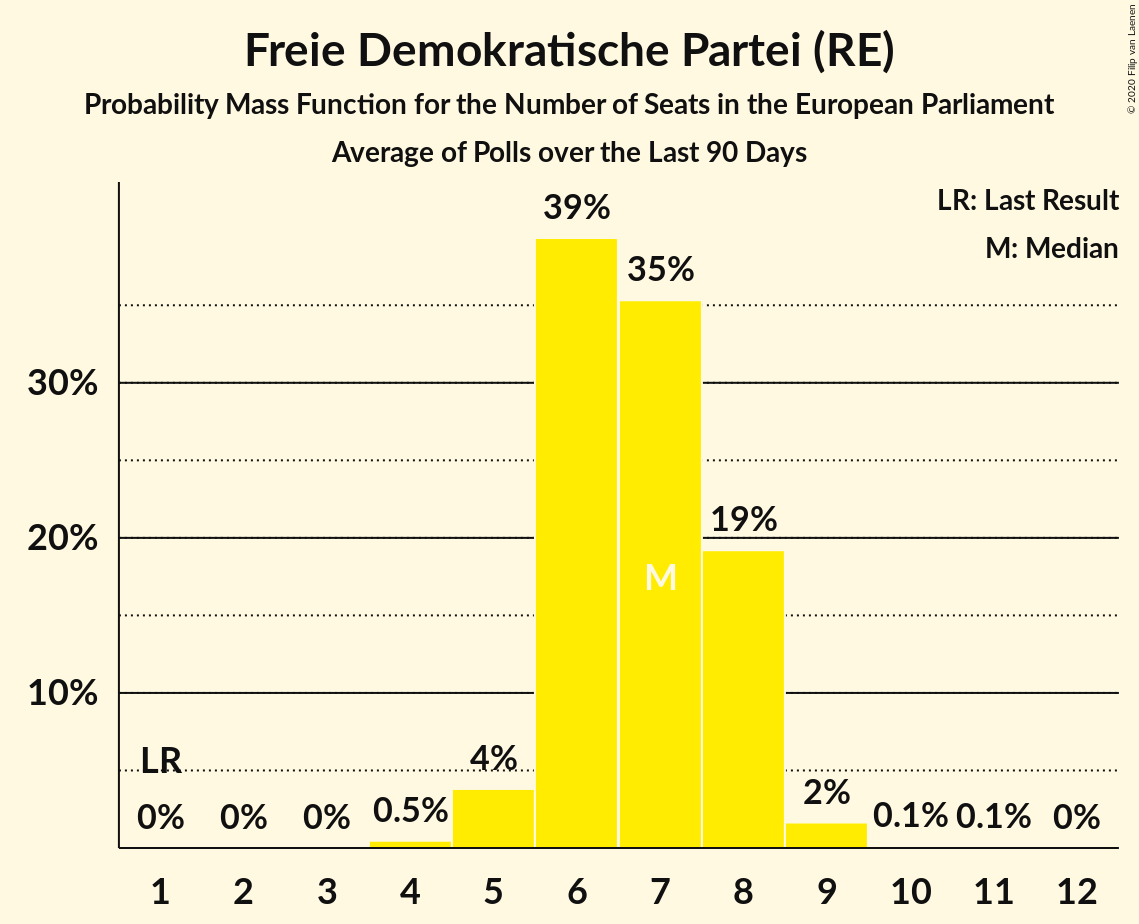 Freie Demokratische Partei (RE)
Probability Mass Function for the Number of Seats in the European Parliament
Average of Polls over the Last 90 Days
© 2020 Filip van Laenen
LR: Last Result
M: Median
39%
35%
30%
20%
19%
M
10%
LR
4%
2%
0%
0%
0%
0.5%
0.1%
0.1%
0%
1 2 3 4 5 6 7 8 9 10 11 12